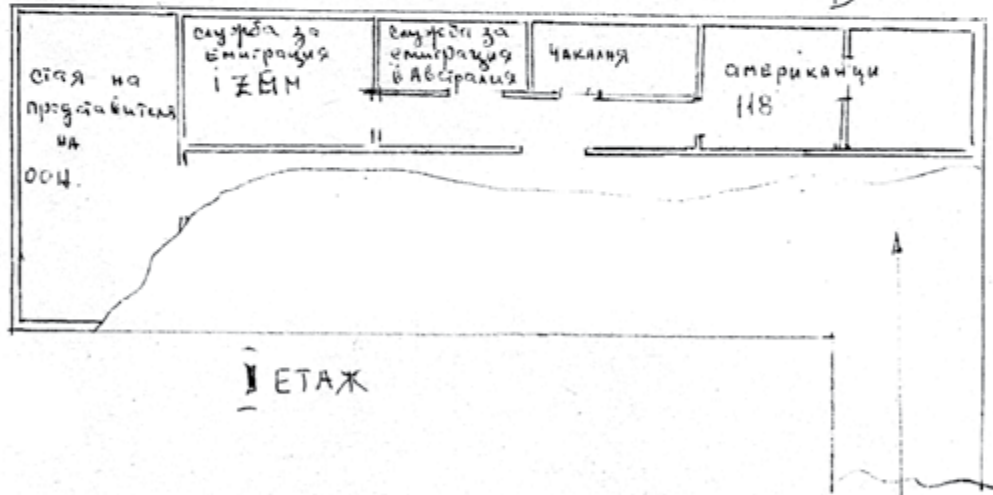 стая на
представителя
на
ООН.
служба за
емиграция
I ZEM
служба за
емиграция
в Австралия
чакалня
американци
118
I ЕТАЖ